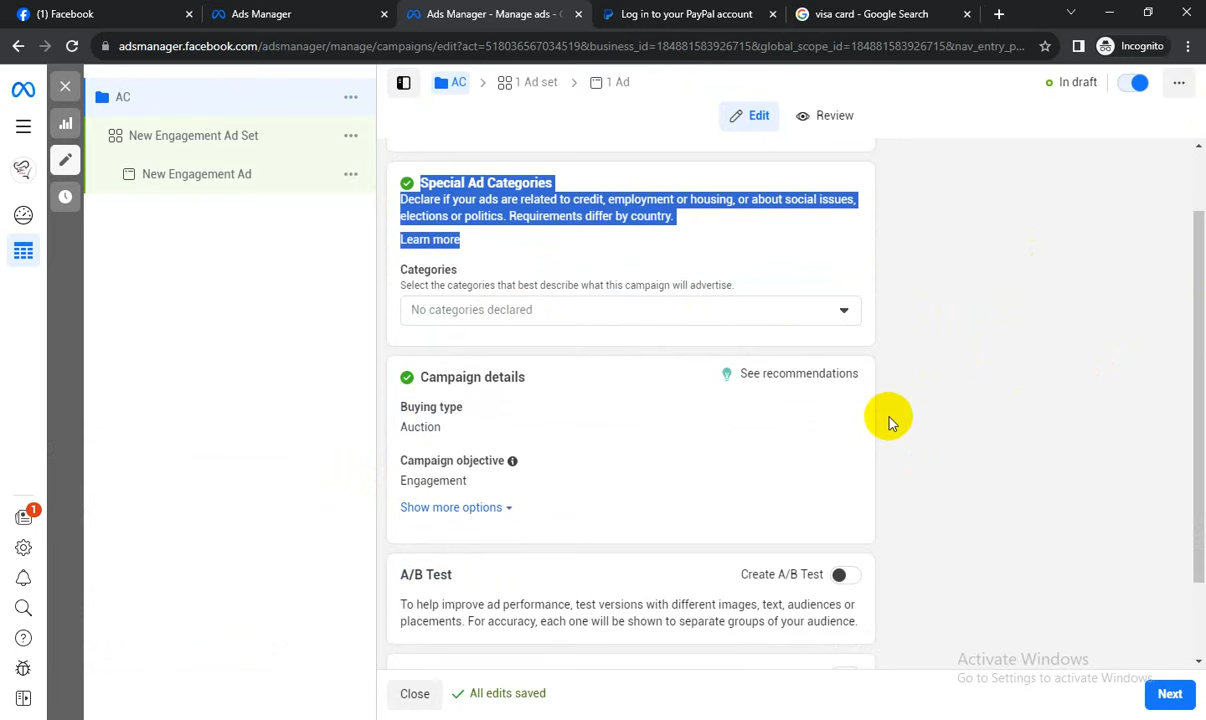 (1) Facebook
Ads Manager
Ads Manager - Manage ads - C
Log in to your PayPal account
visa card - Google Search
adsmanager.facebook.com/adsmanager/manage/campaigns/edit?act=518036567034519&business_id=184881583926715&global_scope_id=184881583926715&nav_entry_p...
Incognito
AC
New Engagement Ad Set
New Engagement Ad
AC
1 Ad set
1 Ad
In draft
Edit
Review
Special Ad Categories
Declare if your ads are related to credit, employment or housing, or about social issues,
elections or politics. Requirements differ by country.
Learn more
Categories
Select the categories that best describe what this campaign will advertise.
No categories declared
Campaign details
See recommendations
Buying type
Auction
Campaign objective
Engagement
Show more options
A/B Test
Create A/B Test
To help improve ad performance, test versions with different images, text, audiences or
placements. For accuracy, each one will be shown to separate groups of your audience.
1
Activate Windows
Go to Settings to activate Windows.
Close
All edits saved
Next